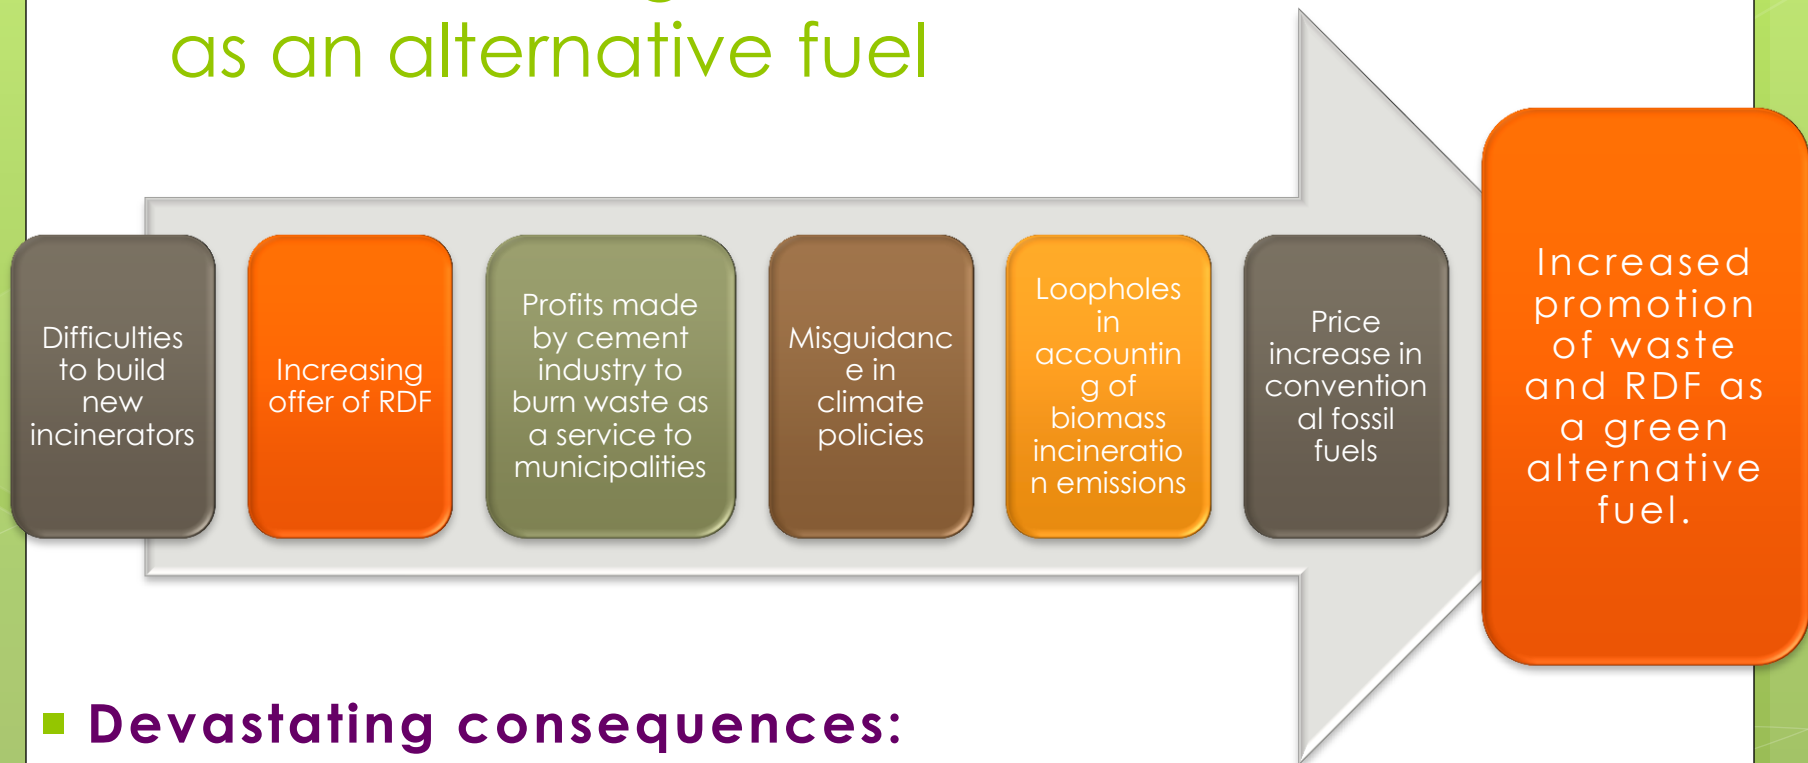 as an alternative fuel
Difficulties
to build
new
incinerators
Increasing
offer of RDF
Profits made
by cement
industry to
burn waste as
a service to
municipalities
Misguidanc
e in
climate
policies
Loopholes
in
accountin
g of
biomass
incineratio
n emissions
Price
increase in
convention
al fossil
fuels
Increased
promotion
of waste
and RDF as
a green
alternative
fuel.
Devastating consequences: